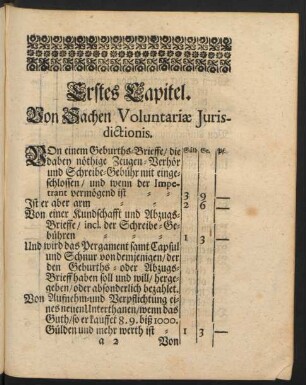 Erstes Capitel.
Von Sachen Voluntariæ Juris-
dictionis.
Gůlb. Gr. Pf.
VOn einem Geburths-Brieffe/ die
dabey nöthige Zeugen-Verhör
und Schreibe-Gebühr mit einge-
schlossen/ und wenn der Impe-
trant vermögend ist 3 9 —
Ist er aber arm 2 6 —
Von einer Kundschafft und Abzugs-
Brieffe/ incl. der Schreibe-Ge-
bühren 1 3 —
Und wird das Pergament samt Capsul
und Schnur von demjenigen/ der
den Geburths- oder Abzugs-
Brieff haben soll und will/ herge-
geben/ oder absonderlich bezahlet.
Von Aufnehm- und Verpflichtung ei-
nes neuen Unterthanen/ wenn das
Guth/ so er kauffet 8. 9. biß 1000.
Gülden und mehr werth ist 1 3 —
a 2 Von